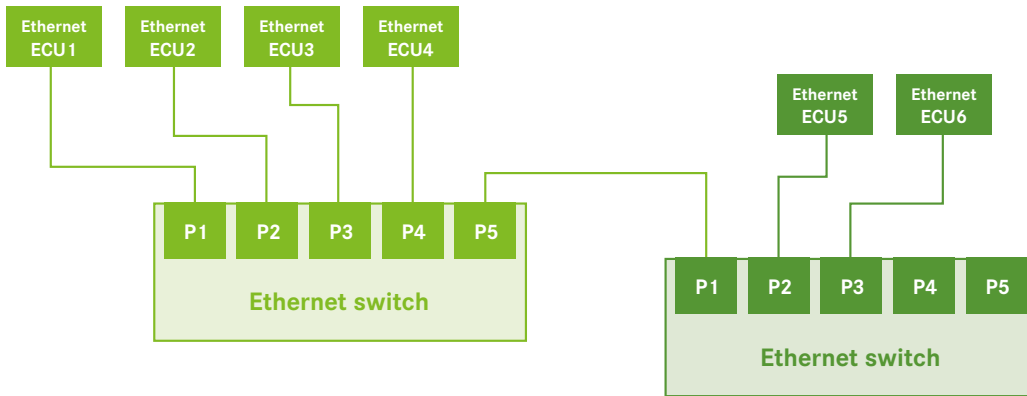 Ethernet
ECU1
Ethernet
ECU2
Ethernet
ECU3
Ethernet
ECU4
Ethernet
ECU5
Ethernet
ECU6
P1
P2
P3
P4
P5
Ethernet switch
P1
P2
P3
P4
P5
Ethernet switch